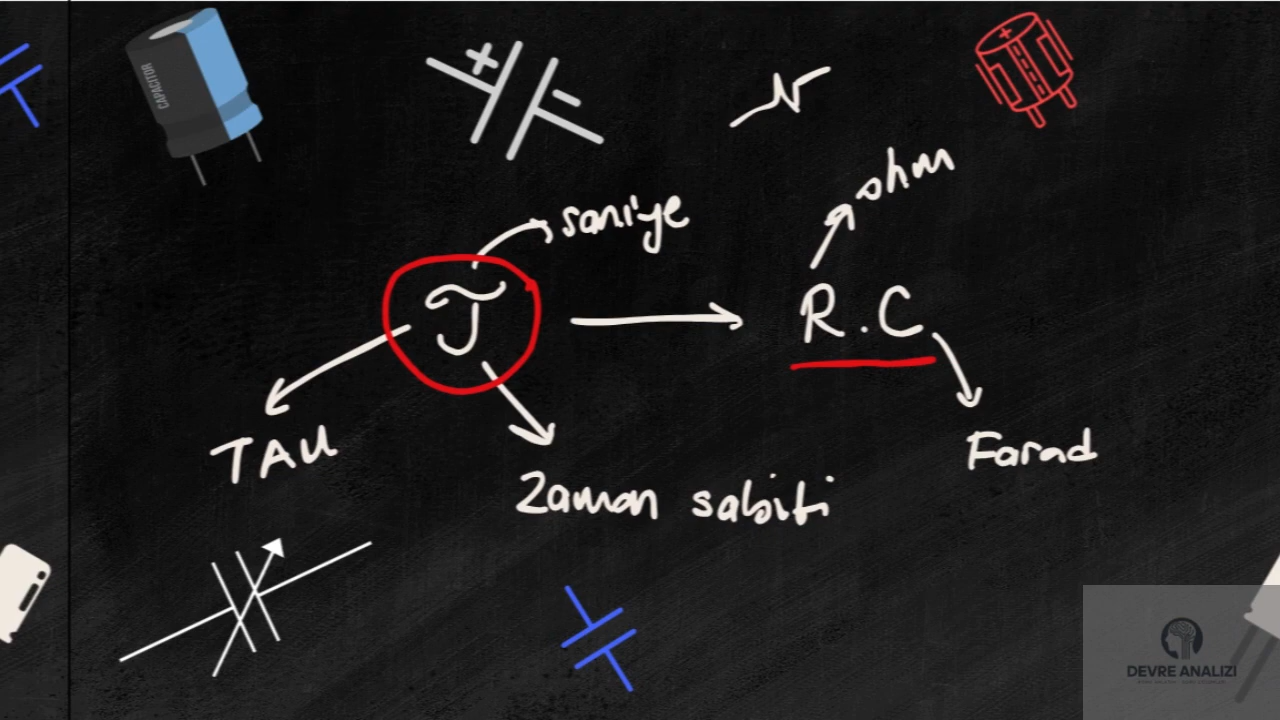 CAPACITOR
ohm
saniye
τ
R.C
TAU
Farad
Zaman sabiti
DEVRE ANALIZI